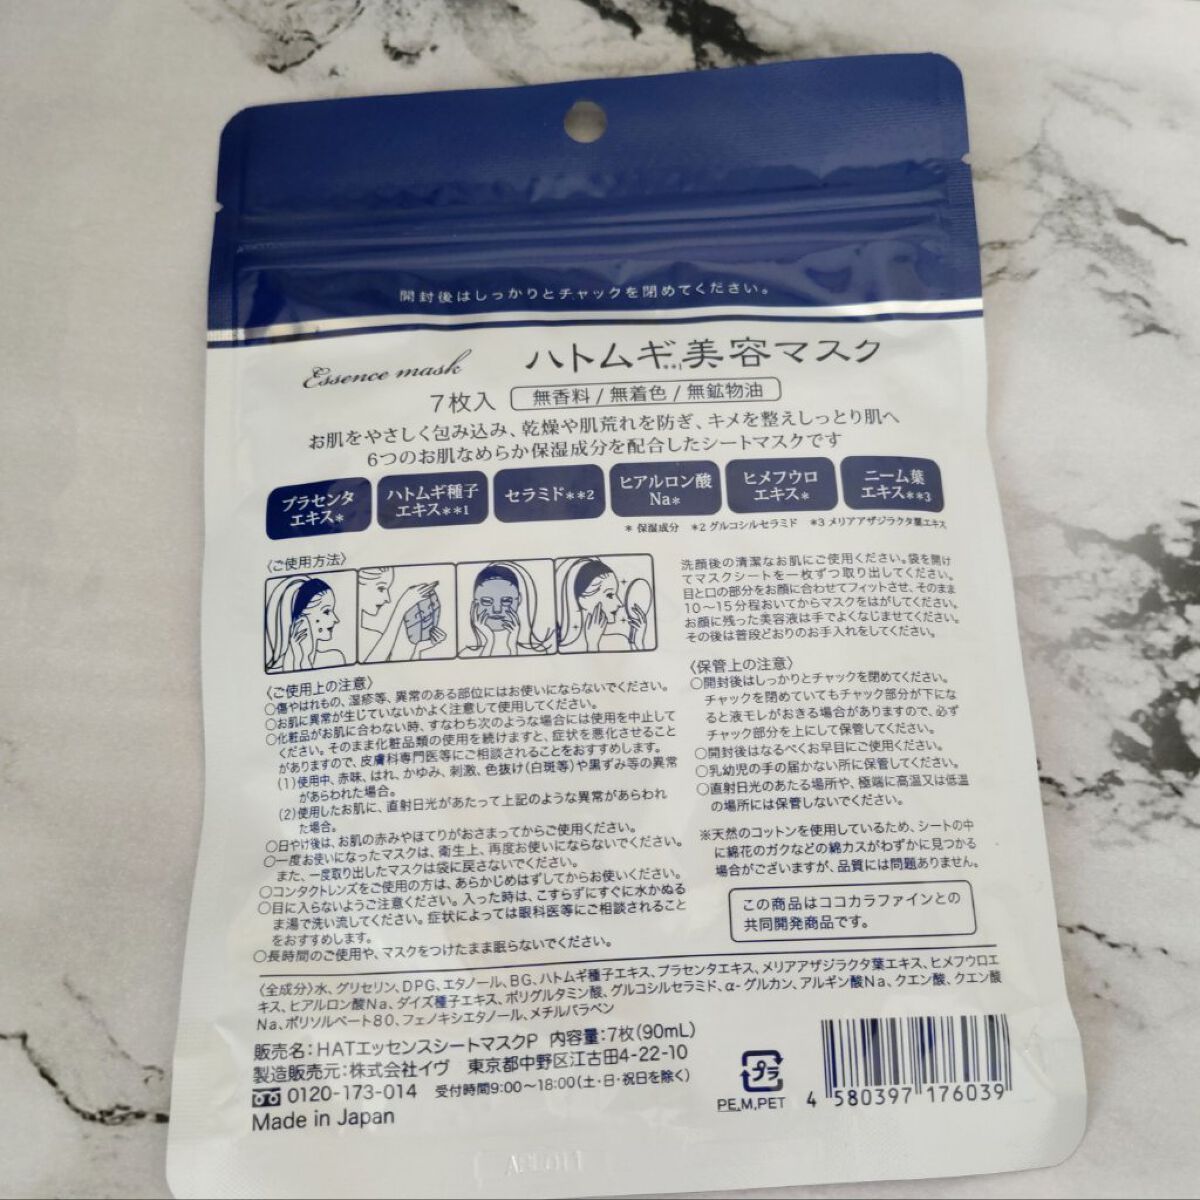 開封後はしっかりとチャックを閉めてください。
Essence mask
ハトムギ*1美容マスク
7枚入 無香料/無着色/無鉱物油
お肌をやさしく包み込み、乾燥や肌荒れを防ぎ、キメを整えしっとり肌へ
6つのお肌なめらか保湿成分を配合したシートマスクです
プラセンタ
エキス*
ハトムギ種子
エキス**1
セラミド**2
ヒアルロン酸
Na*
ヒメフウロ
エキス*
ニーム葉
エキス**3
* 保湿成分 *2 グルコシルセラミド *3 メリアアザジラクタ葉エキス
〈ご使用方法〉
洗顔後の清潔なお肌にご使用ください。袋を開け
てマスクシートを一枚ずつ取り出してください。
目と口の部分をお顔に合わせてフィットさせ、そのまま
10～15分程おいてからマスクをはがしてください。
お顔に残った美容液は手でよくなじませてください。
その後は普段どおりのお手入れをしてください。
〈ご使用上の注意〉
○傷やはれもの、湿疹等、異常のある部位にはお使いにならないでください。
○お肌に異常が生じていないかよく注意して使用してください。
○化粧品がお肌に合わない時、すなわち次のような場合には使用を中止して
ください。そのまま化粧品類の使用を続けますと、症状を悪化させること
がありますので、皮膚科専門医等にご相談されることをおすすめします。
(1)使用中、赤味、はれ、かゆみ、刺激、色抜け(白斑等)や黒ずみ等の異常
があらわれた場合。
(2)使用したお肌に、直射日光があたって上記のような異常があらわれ
た場合。
○日やけ後は、お肌の赤みやほてりがおさまってからご使用ください。
○一度お使いになったマスクは、衛生上、再度お使いにならないでください。
また、一度取り出したマスクは袋に戻さないでください。
○コンタクトレンズをご使用の方は、あらかじめはずしてからお使いください。
○目に入らないようご注意ください。入った時は、こすらずにすぐに水かぬる
ま湯で洗い流してください。症状によっては眼科医等にご相談されること
をおすすめします。
○長時間のご使用や、マスクをつけたまま眠らないでください。
〈保管上の注意〉
○開封後はしっかりとチャックを閉めてください。
チャックを閉めていてもチャック部分が下にな
ると液モレがおきる場合がありますので、必ず
チャック部分を上にして保管してください。
○開封後はなるべくお早目にご使用ください。
○乳幼児の手の届かない所に保管してください。
○直射日光のあたる場所や、極端に高温又は低温
の場所には保管しないでください。
※天然のコットンを使用しているため、シートの中
に綿花のガクなどの綿カスがわずかに見つかる
場合がございますが、品質には問題ありません。
この商品はココカラファインとの
共同開発商品です。
〈全成分〉水、グリセリン、DPG、エタノール、BG、ハトムギ種子エキス、プラセンタエキス、メリアアザジラクタ葉エキス、ヒメフウロエ
キス、ヒアルロン酸Na、ダイズ種子エキス、ポリグルタミン酸、グルコシルセラミド、α-グルカン、アルギン酸Na、クエン酸、クエン酸
Na、ポリソルベート80、フェノキシエタノール、メチルパラベン
販売名：HATエッセンスシートマスクP 内容量：7枚(90mL)
製造販売元：株式会社イヴ 東京都中野区江古田4-22-10
0120-173-014 受付時間9:00～18:00(土・日・祝日を除く)
Made in Japan
プラ
PE,M,PET
4 580397 176039